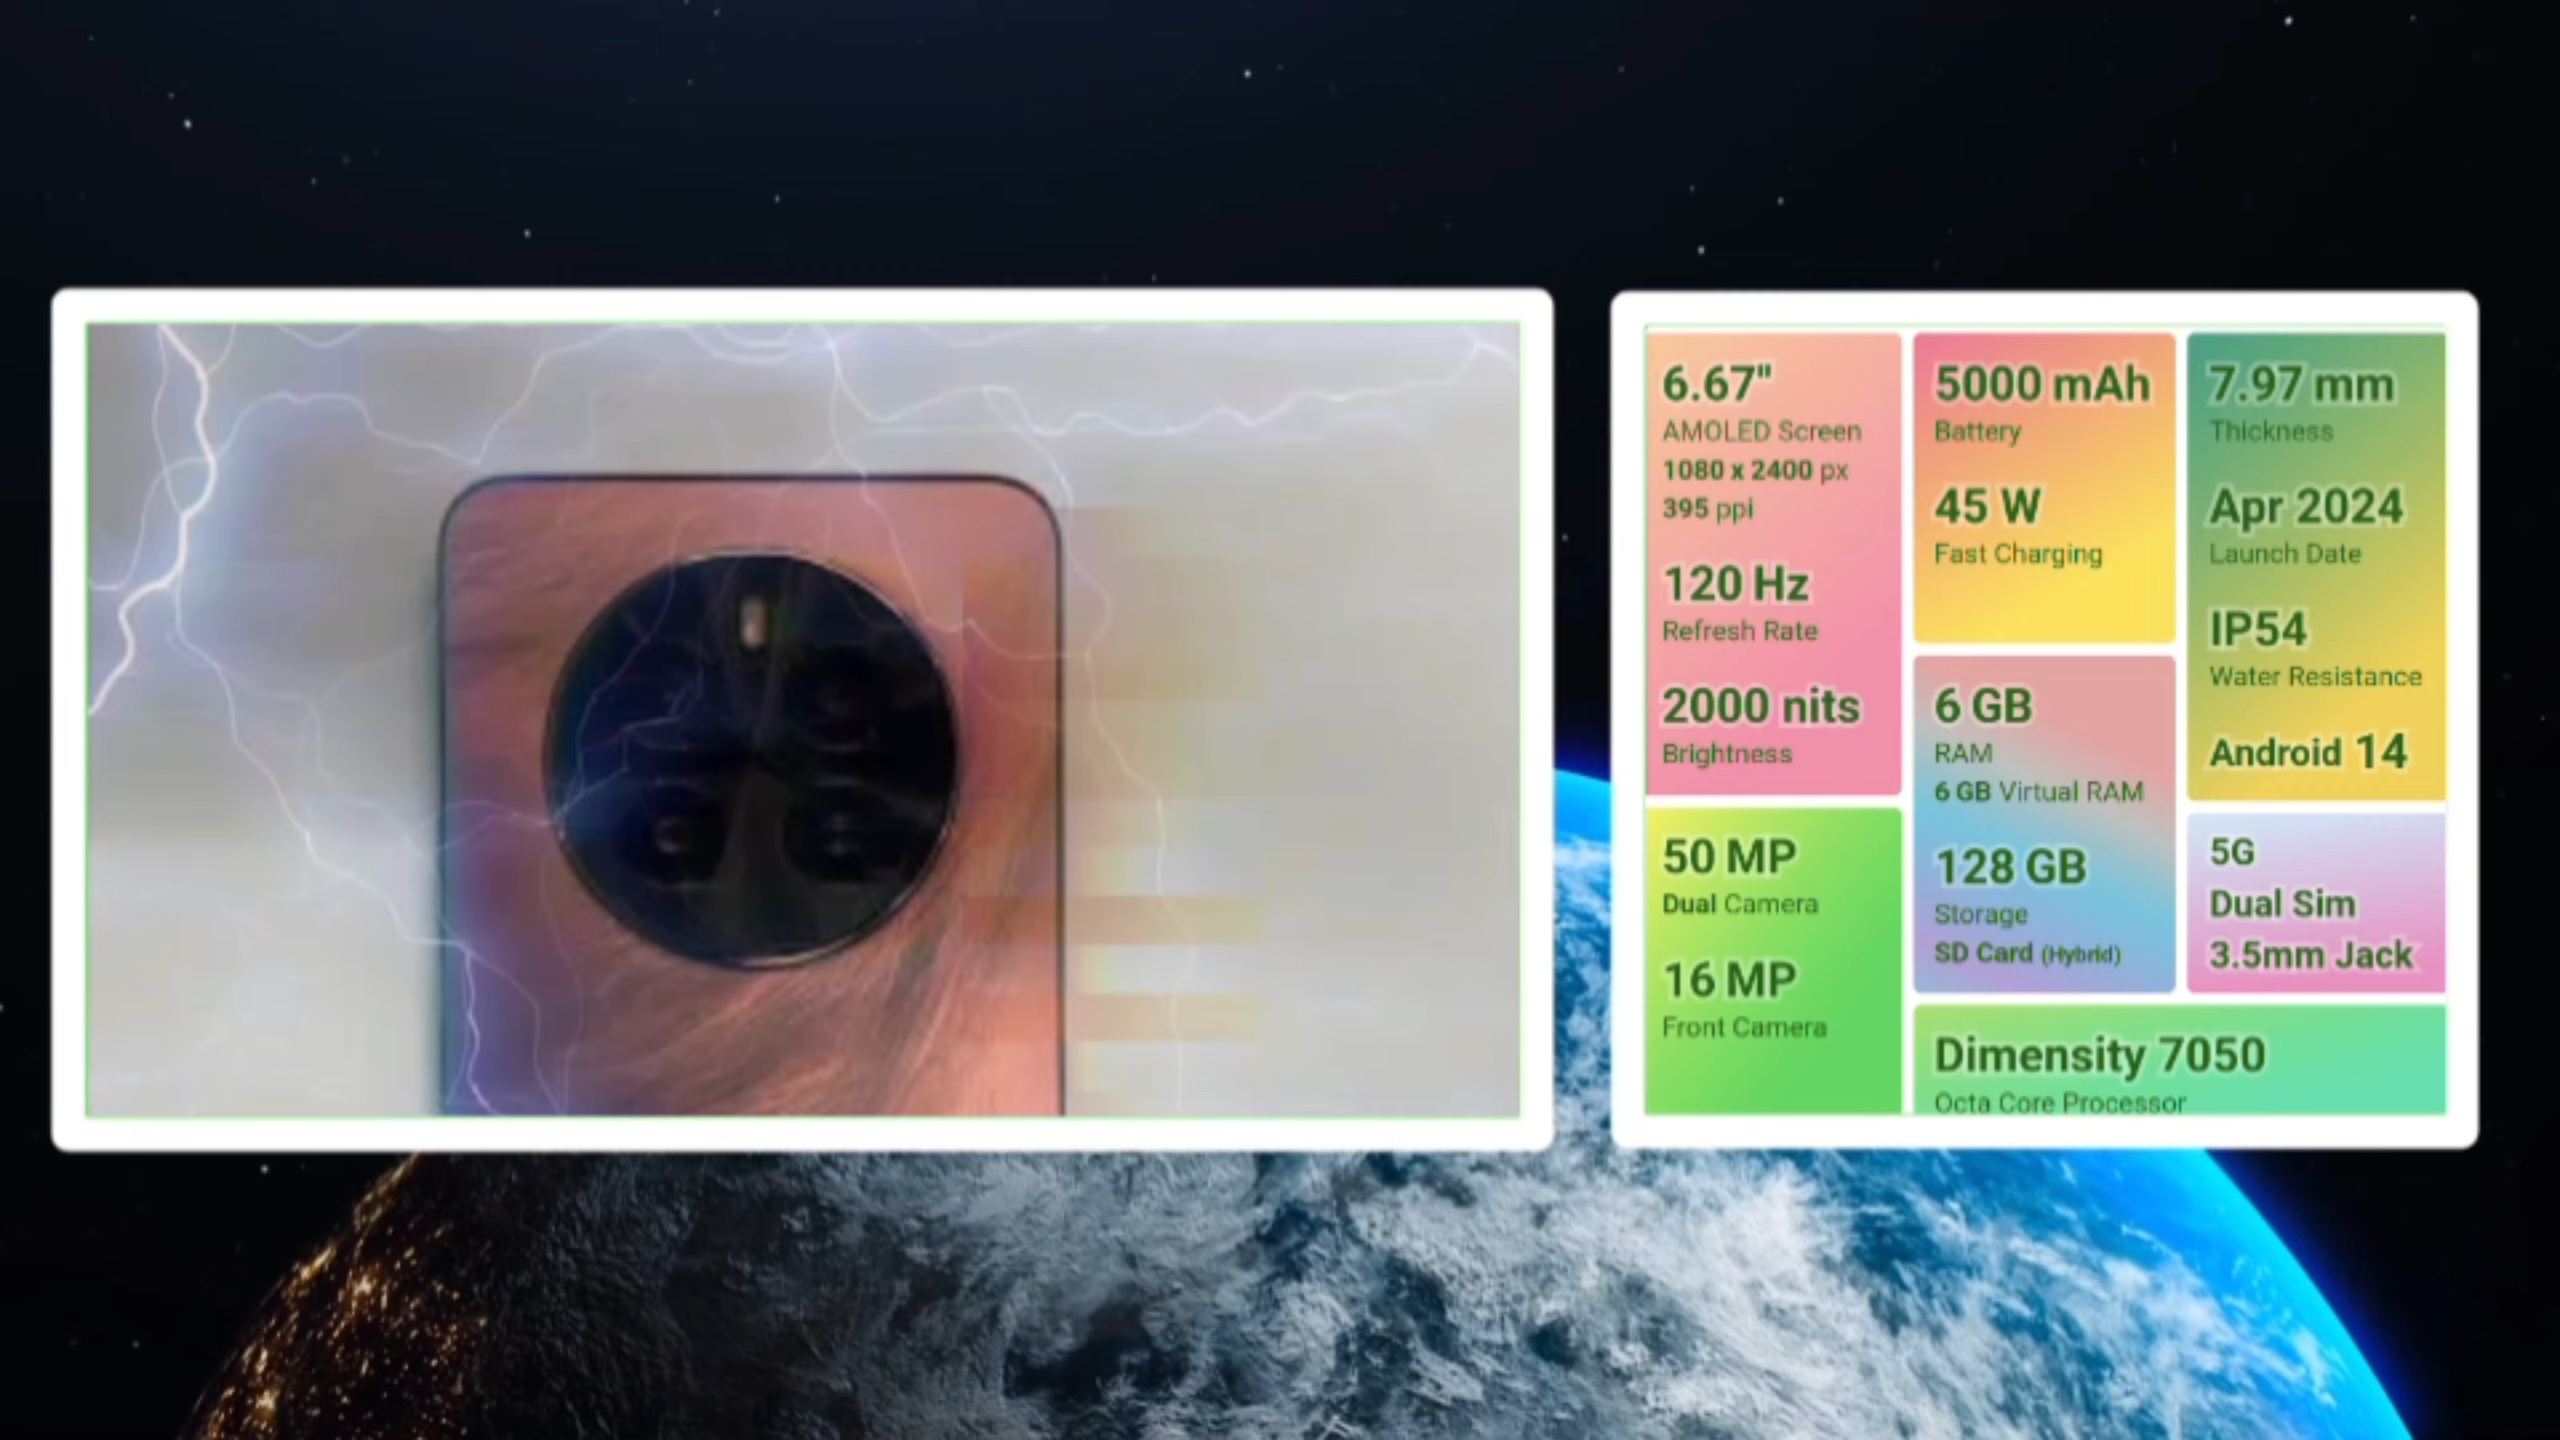 6.67"
AMOLED Screen
1080 x 2400 px
395 ppi
120 Hz
Refresh Rate
2000 nits
Brightness
50 MP
Dual Camera
16 MP
Front Camera
5000 mAh
Battery
45 W
Fast Charging
6 GB
RAM
6 GB Virtual RAM
128 GB
Storage
SD Card (Hybrid)
7.97 mm
Thickness
Apr 2024
Launch Date
IP54
Water Resistance
Android 14
5G
Dual Sim
3.5mm Jack
Dimensity 7050
Octa Core Processor